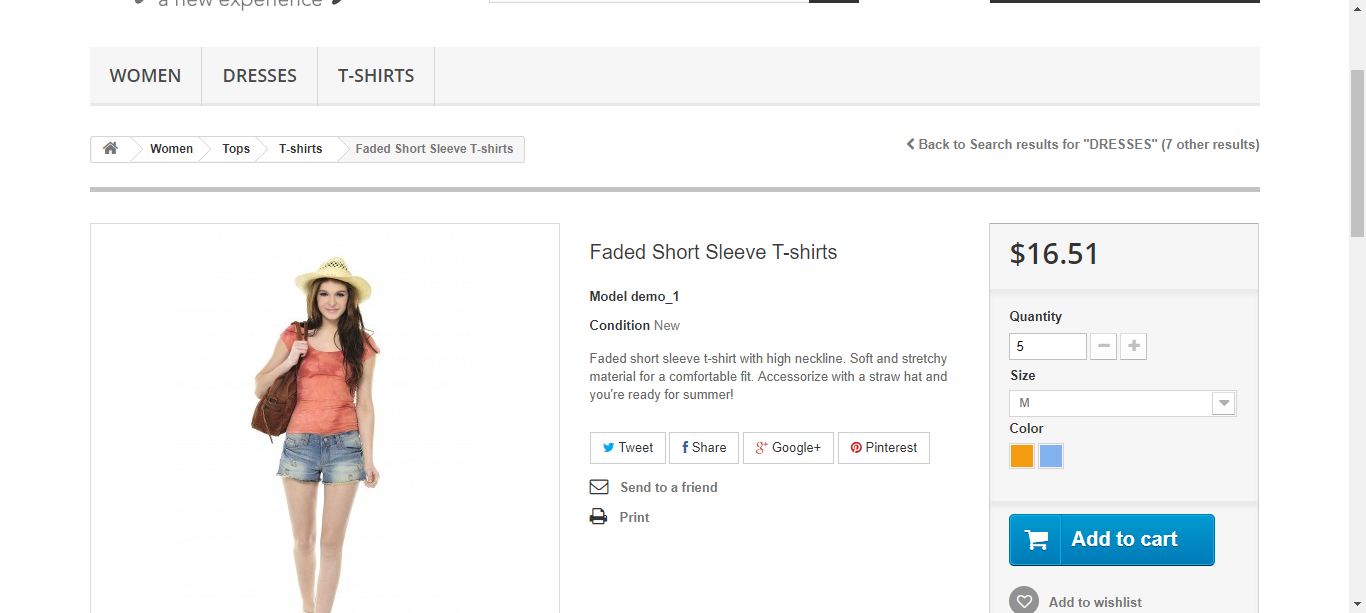 a new experience
WOMEN
DRESSES
T-SHIRTS
Women
Tops
T-shirts
Faded Short Sleeve T-shirts
Back to Search results for "DRESSES" (7 other results)
Faded Short Sleeve T-shirts
Model demo_1
Condition New
Faded short sleeve t-shirt with high neckline. Soft and stretchy
material for a comfortable fit. Accessorize with a straw hat and
you're ready for summer!
Tweet
Share
Google+
Pinterest
Send to a friend
Print
$16.51
Quantity
5
Size
M
Color
Add to cart
Add to wishlist